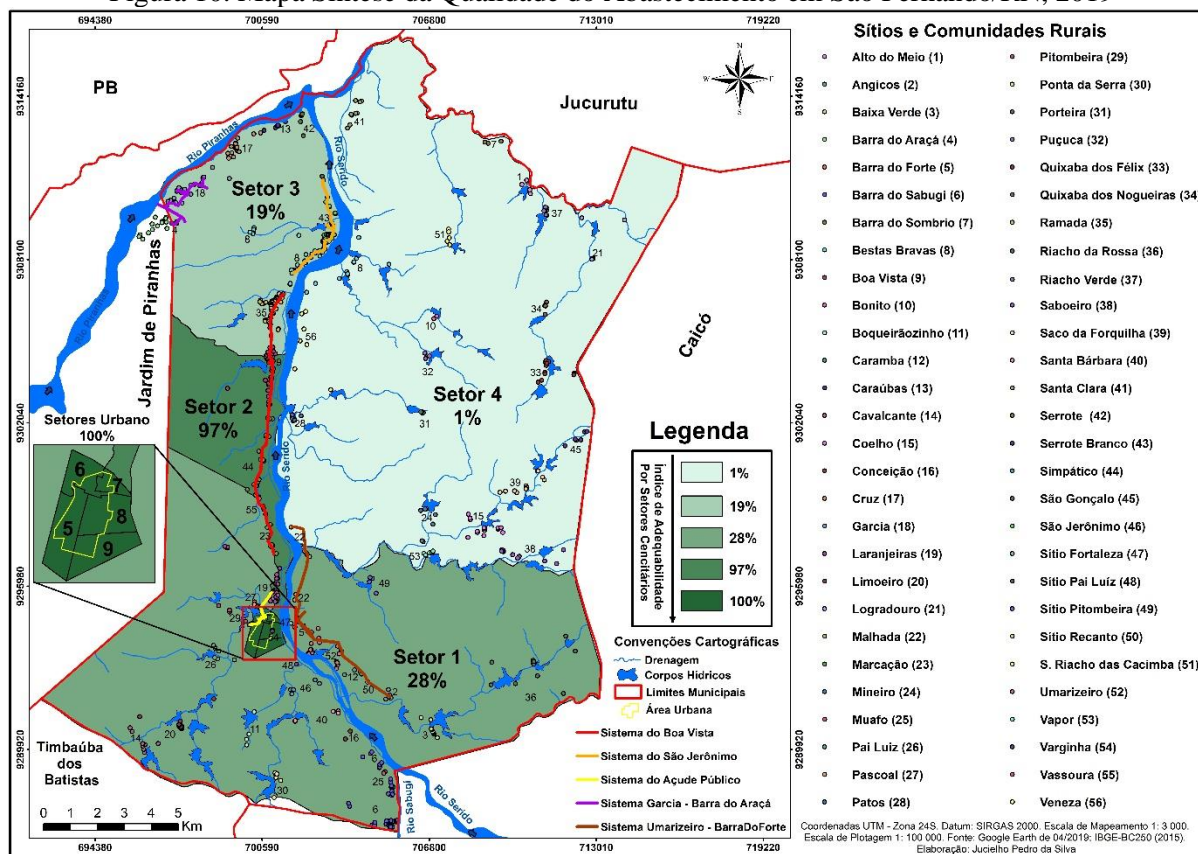 Figura 10: Mapa Síntese da Qualidade do Abastecimento em São Fernando/RN, 2019
694380 700590 706800 713010 719220
9314160
9308100
9302040
9295980
9289920
PB
Jucurutu
Caicó
Jardim de Piranhas
Timbaúba
dos
Batistas
Rio Piranhas
Rio Piranhas
Rio Seridó
Rio Seridó
Rio Seridó
Rio Sabugi
Setor 3
19%
Setor 2
97%
Setor 4
1%
Setor 1
28%
Setores Urbano
100%
6
7
5
8
9
0 1 2 3 4 5
Km
Legenda
Índice de Adequabilidade
Por Setores Cencitários
1%
19%
28%
97%
100%
Convenções Cartográficas
Drenagem
Corpos Hídricos
Limites Municipais
Área Urbana
Sistema do Boa Vista
Sistema do São Jerônimo
Sistema do Açude Público
Sistema Garcia - Barra do Araçá
Sistema Umarizeiro - BarraDoForte
Sítios e Comunidades Rurais
Alto do Meio (1)
Angicos (2)
Baixa Verde (3)
Barra do Araçá (4)
Barra do Forte (5)
Barra do Sabugi (6)
Barra do Sombrio (7)
Bestas Bravas (8)
Boa Vista (9)
Bonito (10)
Boqueirãozinho (11)
Caramba (12)
Caraúbas (13)
Cavalcante (14)
Coelho (15)
Conceição (16)
Cruz (17)
Garcia (18)
Laranjeiras (19)
Limoeiro (20)
Logradouro (21)
Malhada (22)
Marcação (23)
Mineiro (24)
Muafo (25)
Pai Luiz (26)
Pascoal (27)
Patos (28)
Pitombeira (29)
Ponta da Serra (30)
Porteira (31)
Puçuca (32)
Quixaba dos Félix (33)
Quixaba dos Nogueiras (34)
Ramada (35)
Riacho da Rossa (36)
Riacho Verde (37)
Saboeiro (38)
Saco da Forquilha (39)
Santa Bárbara (40)
Santa Clara (41)
Serrote (42)
Serrote Branco (43)
Simpático (44)
São Gonçalo (45)
São Jerônimo (46)
Sítio Fortaleza (47)
Sítio Pai Luíz (48)
Sítio Pitombeira (49)
Sítio Recanto (50)
S. Riacho das Cacimba (51)
Umarizeiro (52)
Vapor (53)
Varginha (54)
Vassoura (55)
Veneza (56)
Coordenadas UTM - Zona 24S. Datum: SIRGAS 2000. Escala de Mapeamento 1: 3 000.
Escala de Plotagem 1: 100 000. Fonte: Google Earth de 04/2019; IBGE-BC250 (2015).
Elaboração: Jucielho Pedro da Silva